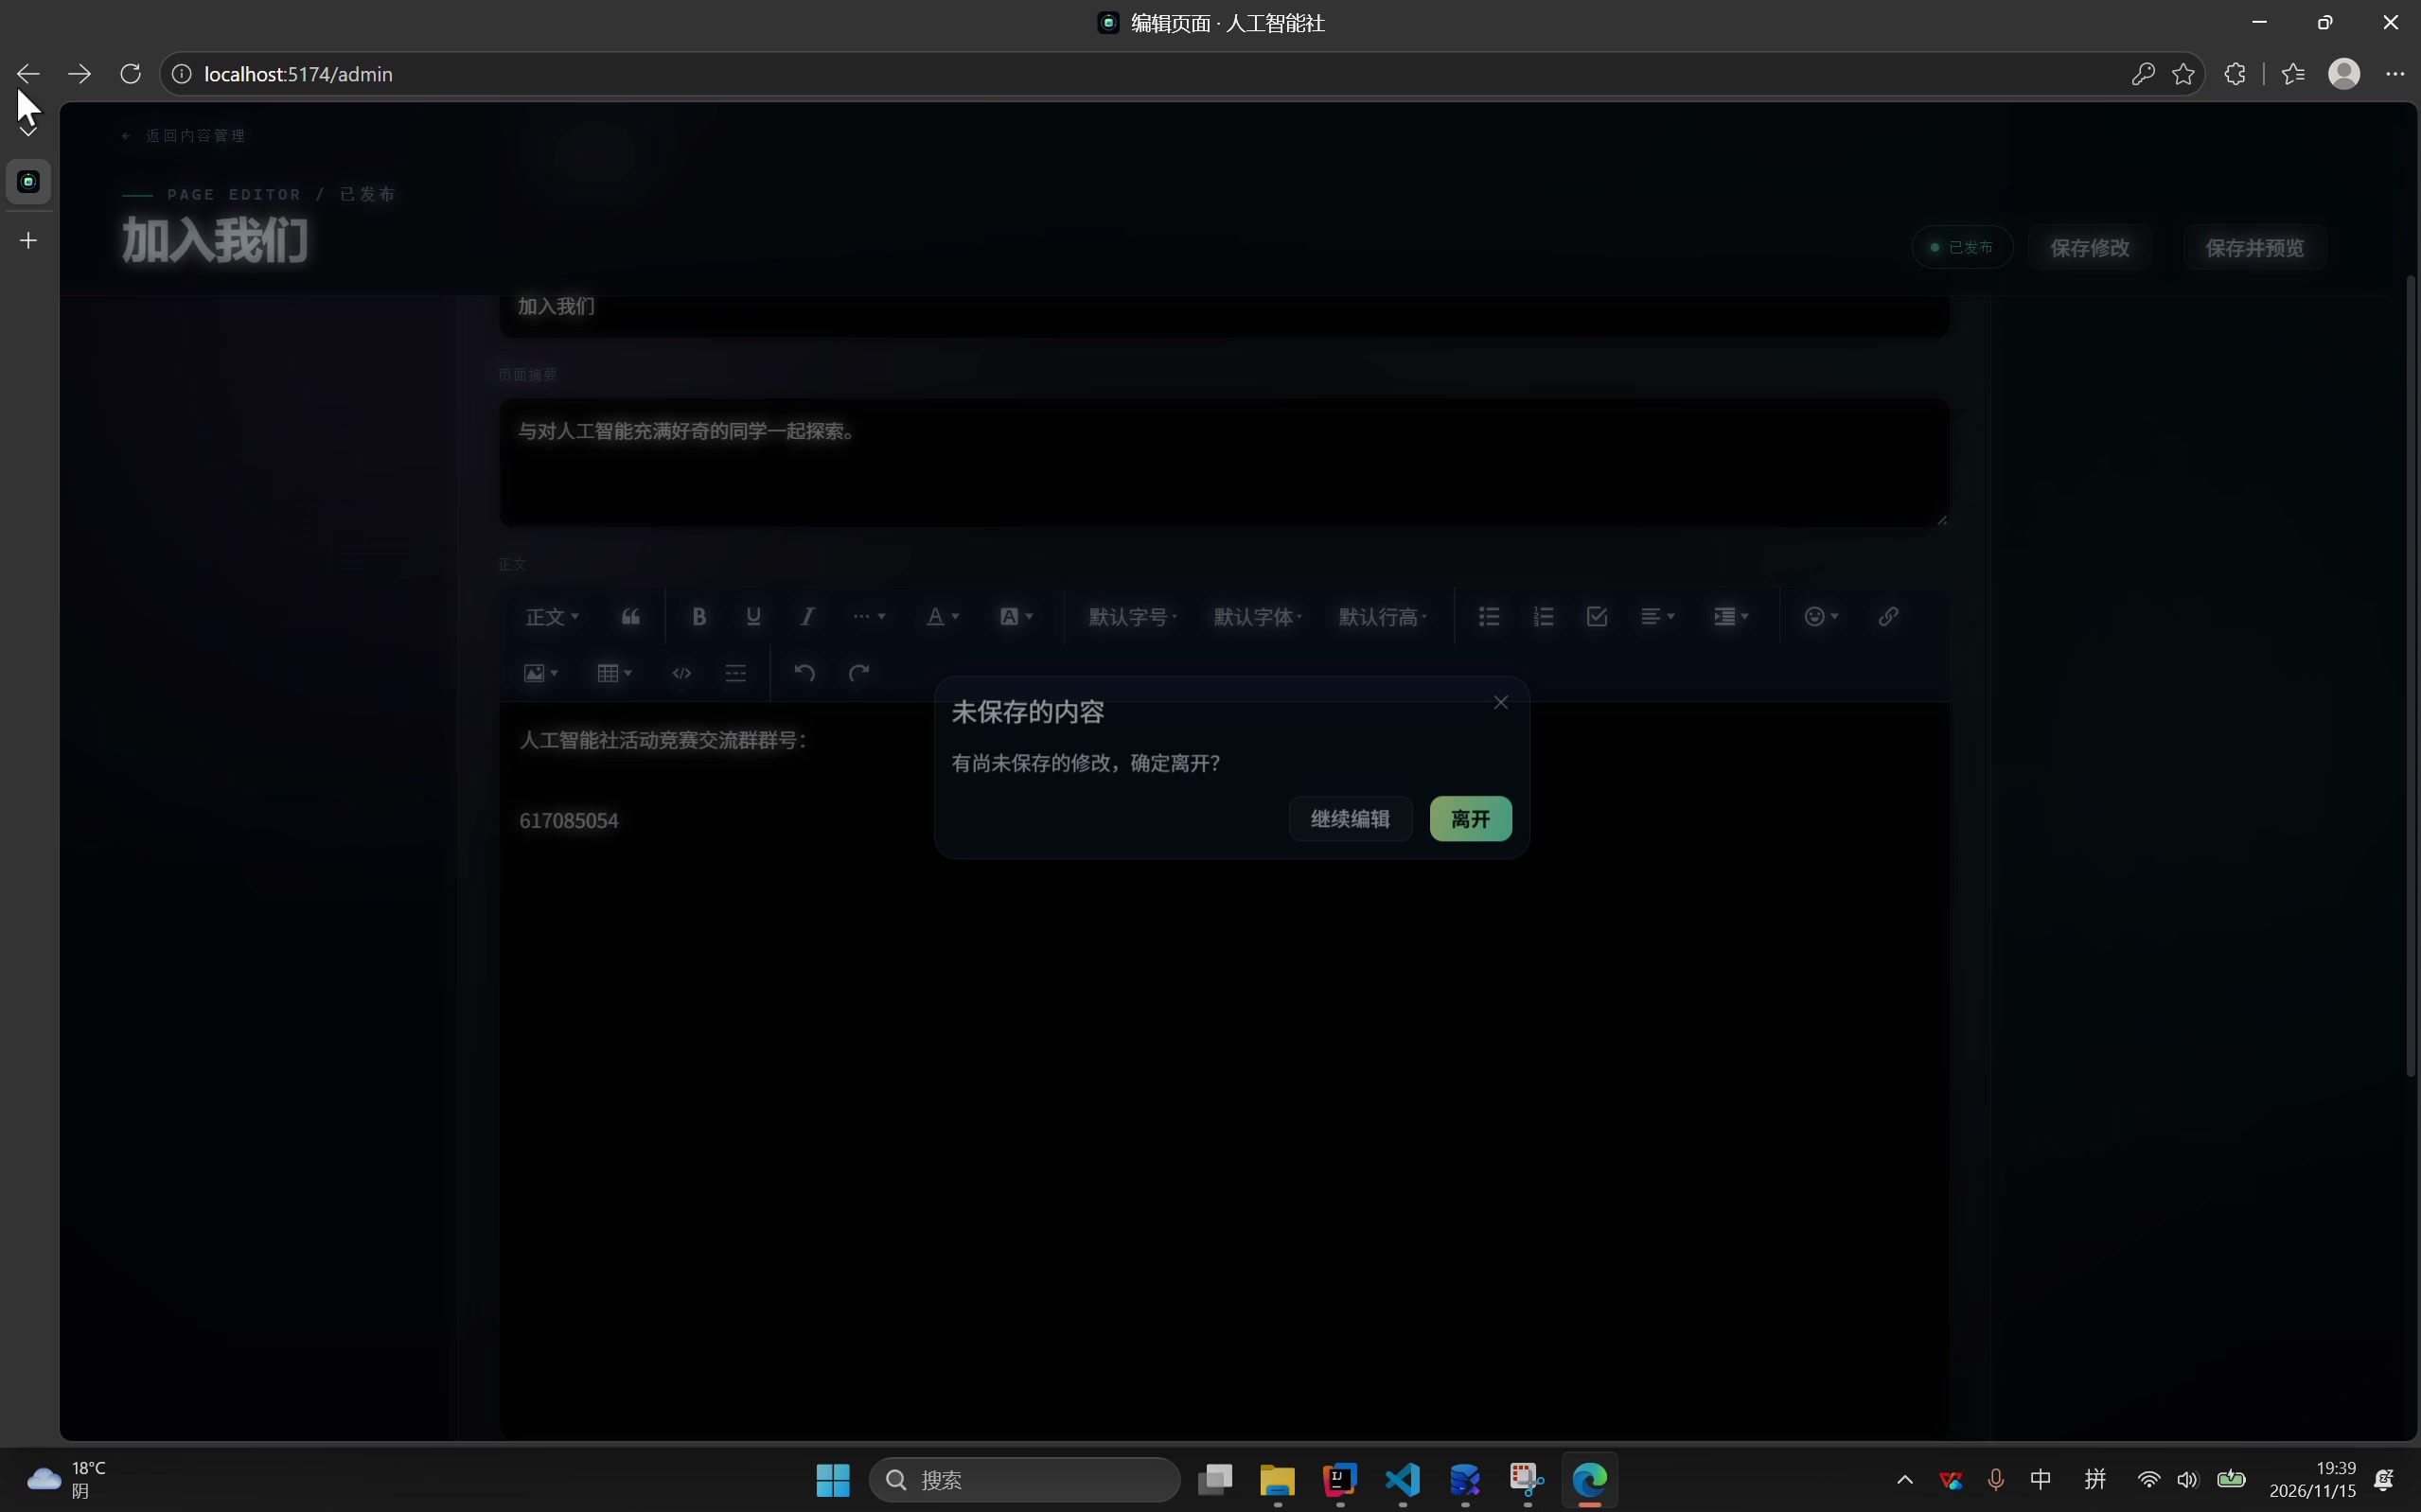 编辑页面 · 人工智能社
localhost:5174/admin
← 返回内容管理
PAGE EDITOR / 已发布
加入我们
已发布
保存修改
保存并预览
加入我们
页面摘要
与对人工智能充满好奇的同学一起探索。
正文
正文
默认字号
默认字体
默认行高
未保存的内容
有尚未保存的修改，确定离开？
继续编辑
离开
人工智能社活动竞赛交流群群号：
617085054
18°C
阴
搜索
中
拼
19:39
2026/11/15